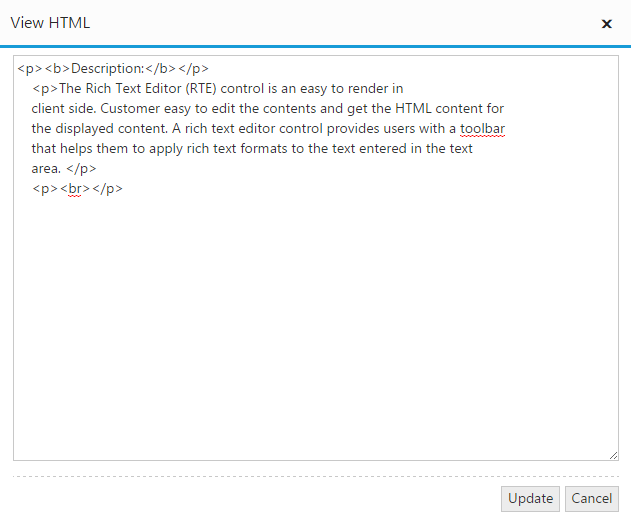 View HTML
<p><b>Description:</b></p>
<p>The Rich Text Editor (RTE) control is an easy to render in
client side. Customer easy to edit the contents and get the HTML content for
the displayed content. A rich text editor control provides users with a toolbar
that helps them to apply rich text formats to the text entered in the text
area. </p>
<p><br></p>
Update Cancel